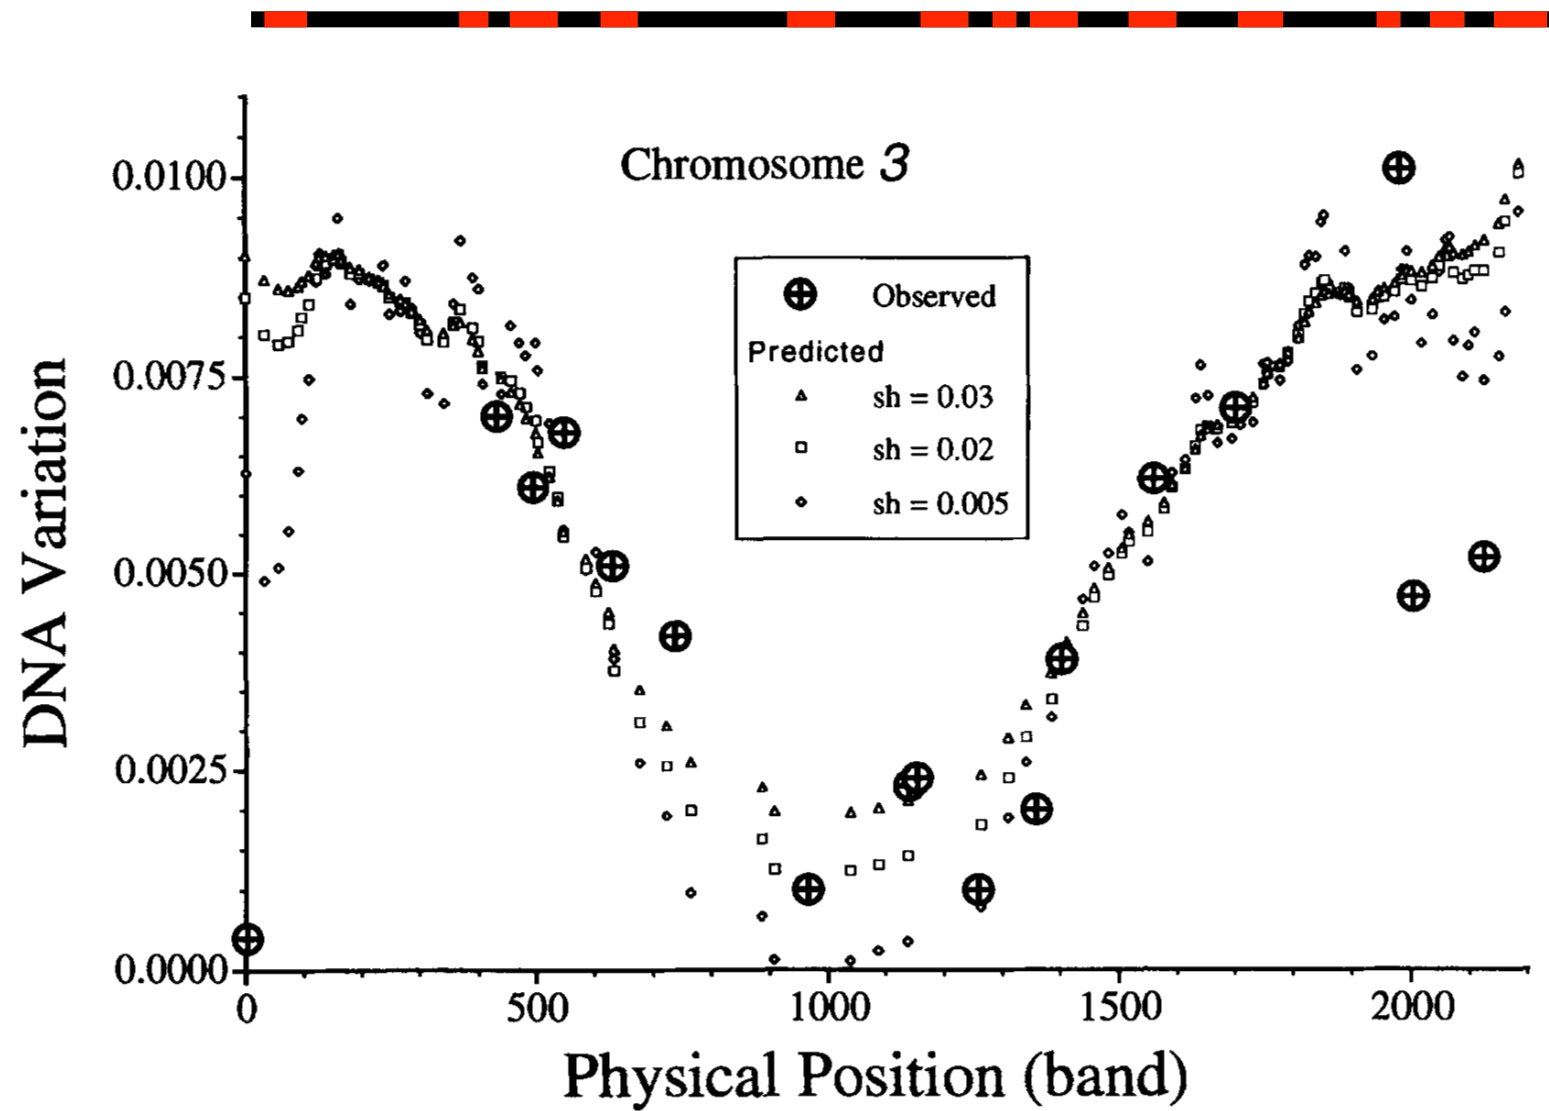 Chromosome 3
0.0100
0.0075
0.0050
0.0025
0.0000
DNA Variation
Observed
Predicted
sh = 0.03
sh = 0.02
sh = 0.005
0 500 1000 1500 2000
Physical Position (band)